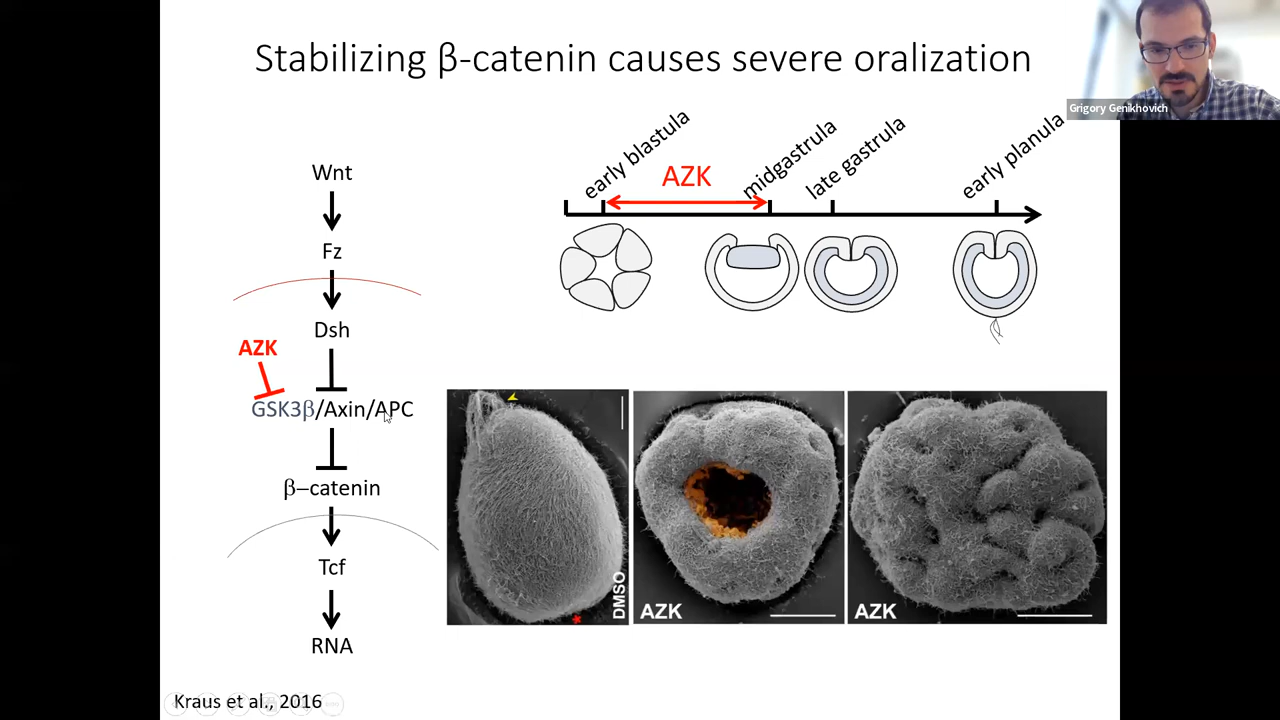 Stabilizing β-catenin causes severe oralization
Grigory Genikhovich
early blastula
AZK
midgastrula
late gastrula
early planula
Wnt
Fz
Dsh
AZK
GSK3β/Axin/APC
β–catenin
Tcf
RNA
DMSO
AZK
AZK
Kraus et al., 2016